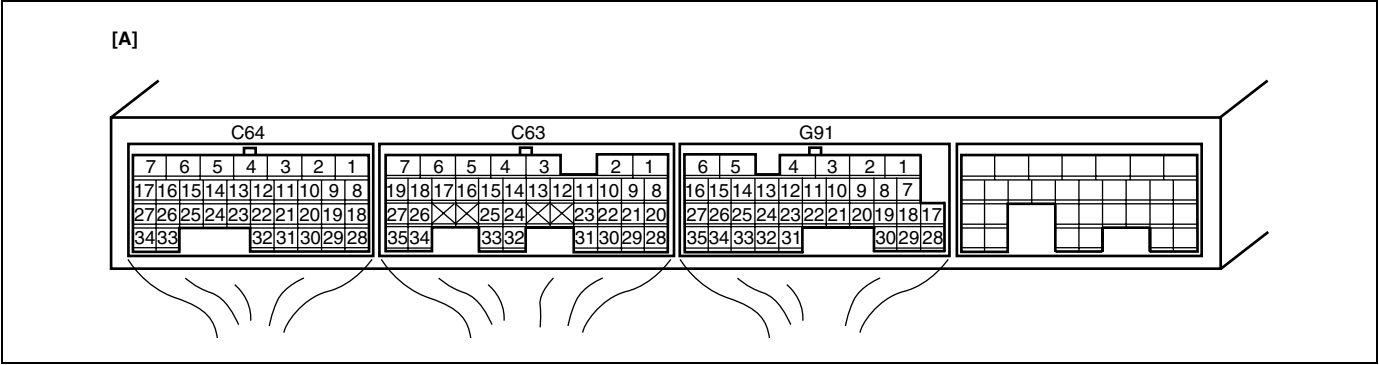 [A]
C64 C63 G91
7 6 5 4 3 2 1 7 6 5 4 3 2 1 6 5 4 3 2 1
17 16 15 14 13 12 11 10 9 8 19 18 17 16 15 14 13 12 11 10 9 8 16 15 14 13 12 11 10 9 8 7
27 26 25 24 23 22 21 20 19 18 27 26 25 24 23 22 21 20 27 26 25 24 23 22 21 20 19 18 17
34 33 32 31 30 29 28 35 34 33 32 31 30 29 28 35 34 33 32 31 30 29 28